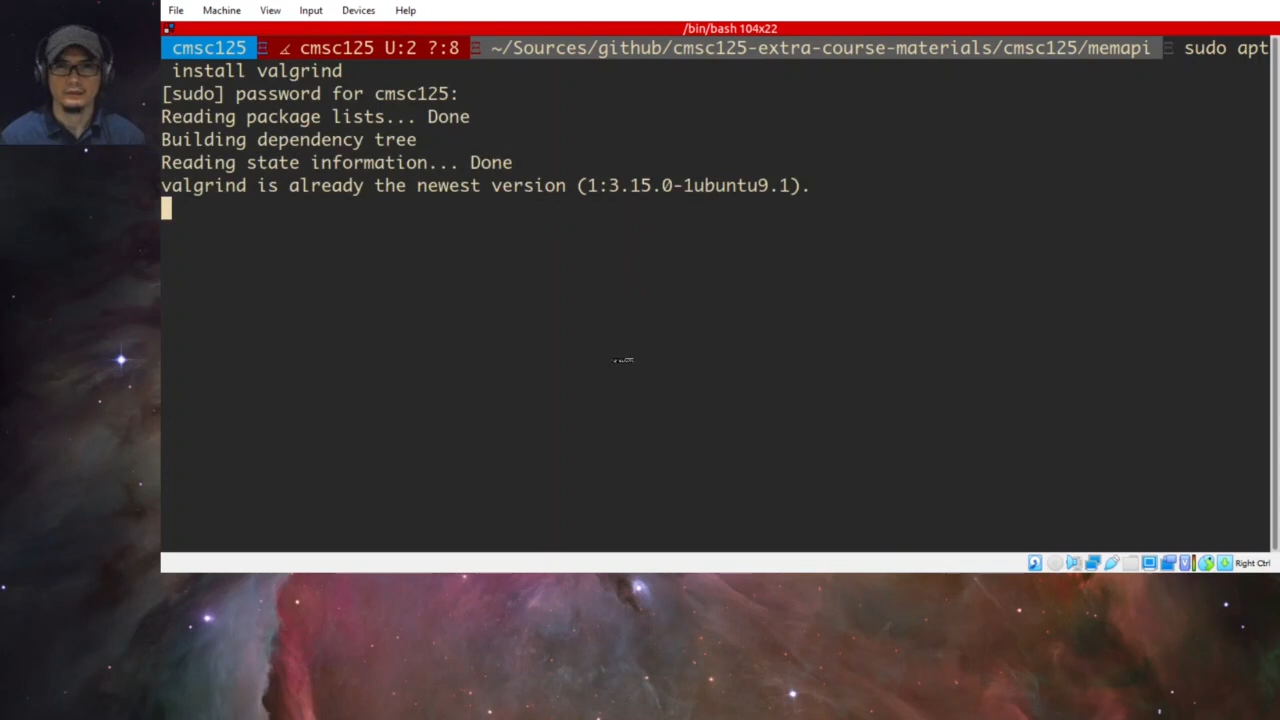 File Machine View Input Devices Help
/bin/bash 104x22
cmsc125 cmsc125 U:2 ?:8 ~/Sources/github/cmsc125-extra-course-materials/cmsc125/memapi sudo apt
install valgrind
[sudo] password for cmsc125:
Reading package lists... Done
Building dependency tree
Reading state information... Done
valgrind is already the newest version (1:3.15.0-1ubuntu9.1).
Right Ctrl